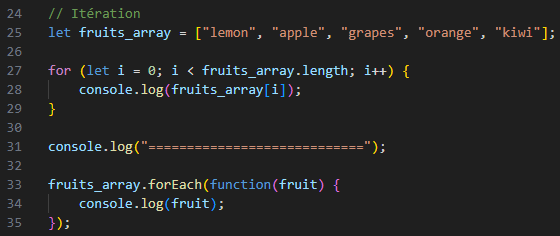 24 // Itération
25 let fruits_array = ["lemon", "apple", "grapes", "orange", "kiwi"];
26
27 for (let i = 0; i < fruits_array.length; i++) {
28     console.log(fruits_array[i]);
29 }
30
31 console.log("============================");
32
33 fruits_array.forEach(function(fruit) {
34     console.log(fruit);
35 });